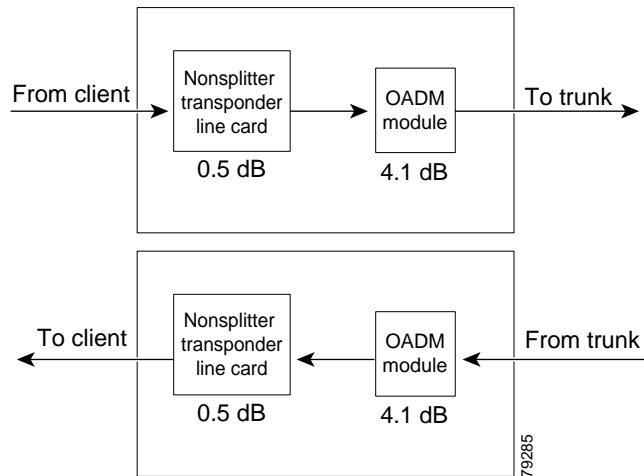 From client
Nonsplitter
transponder
line card
0.5 dB
OADM
module
4.1 dB
To trunk
To client
Nonsplitter
transponder
line card
0.5 dB
OADM
module
4.1 dB
From trunk
79285